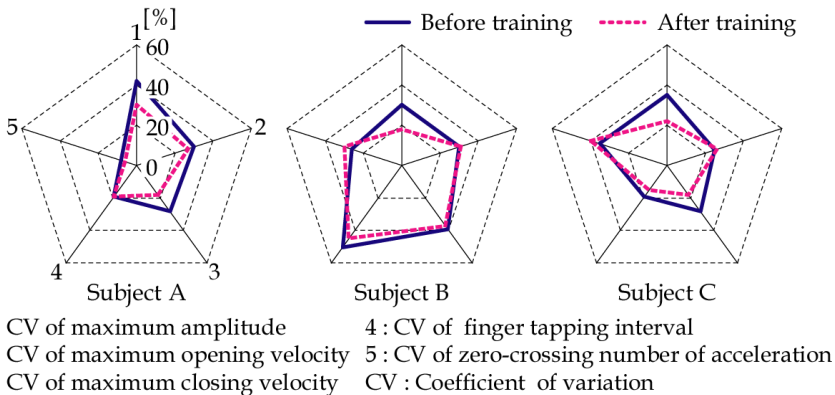 [%]
Before training After training
1 60
40
20
0
2
3
4
5
Subject A Subject B Subject C
CV of maximum amplitude 4 : CV of finger tapping interval
CV of maximum opening velocity 5 : CV of zero-crossing number of acceleration
CV of maximum closing velocity CV : Coefficient of variation